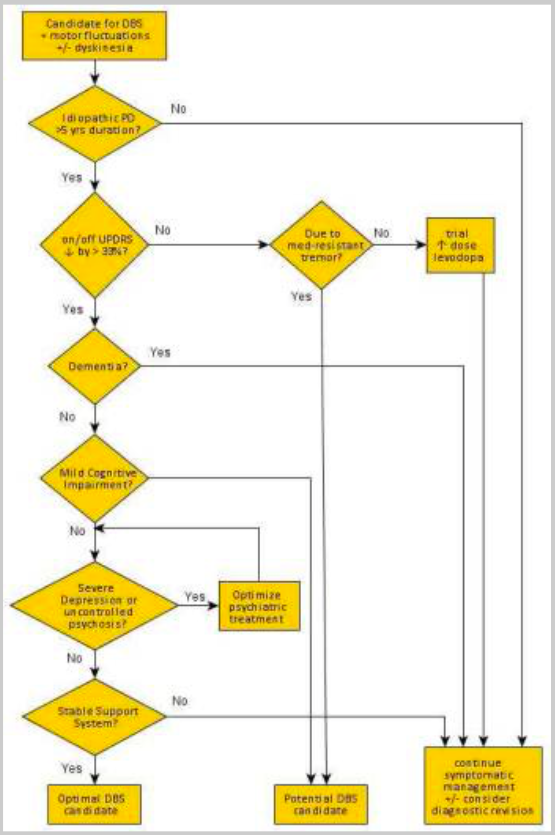 Candidate for DBS
+ motor fluctuations
+/- dyskinesia
Idiopathic PD
>5 yrs duration?
No
Yes
on/off UPDRS
↓ by > 33%?
No
Due to
med-resistant
tremor?
No
trial
↑ dose
levodopa
Yes
Yes
Dementia?
Yes
No
Mild Cognitive
Impairment?
No
Severe
Depression or
uncontrolled
psychosis?
Yes
Optimize
psychiatric
treatment
No
Stable Support
System?
No
Yes
Optimal DBS
candidate
Potential DBS
candidate
continue
symptomatic
management
+/- consider
diagnostic revision